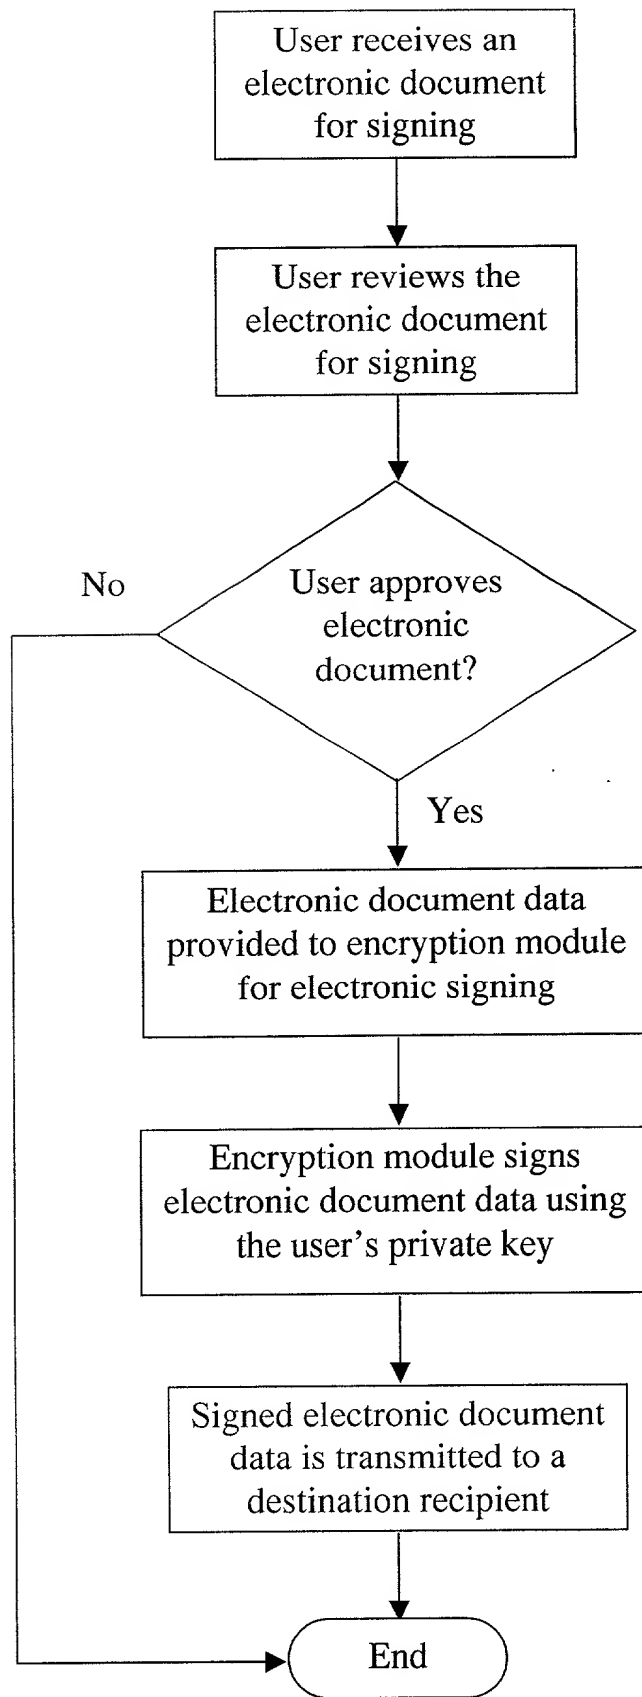 User receives an
electronic document
for signing
User reviews the
electronic document
for signing
No
User approves
electronic
document?
Yes
Electronic document data
provided to encryption module
for electronic signing
Encryption module signs
electronic document data using
the user's private key
Signed electronic document
data is transmitted to a
destination recipient
End